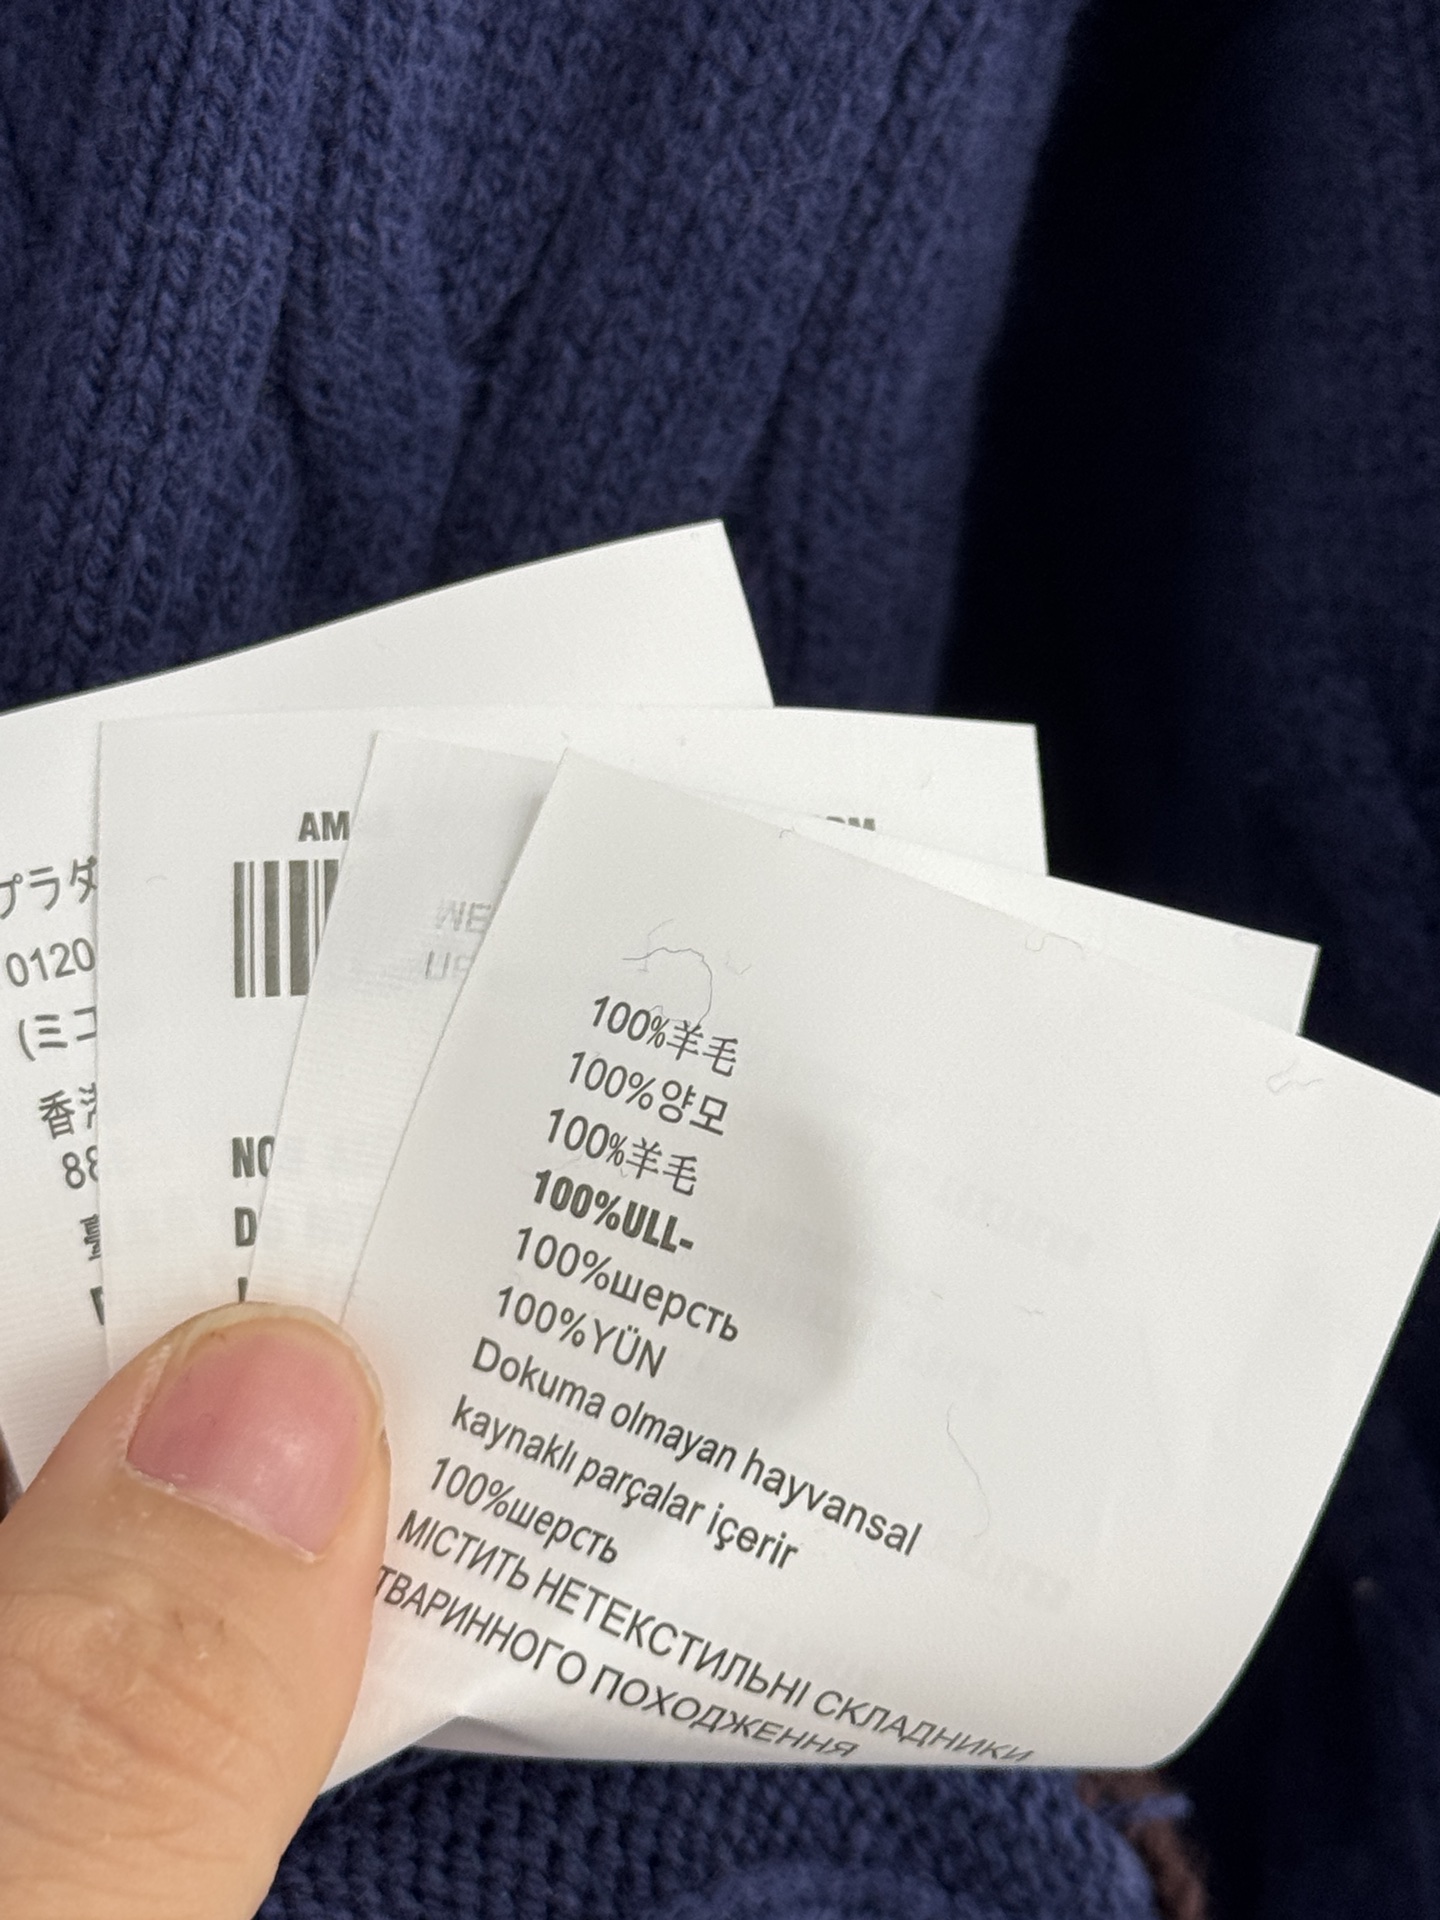 プラダ
0120
(ミコ
香港
88
AM
NO
D
100%羊毛
100%양모
100%羊毛
100%ULL-
100%шерсть
100%YÜN
Dokuma olmayan hayvansal
kaynaklı parçalar içerir
100%шерсть
МІСТИТЬ НЕТЕКСТИЛЬНІ СКЛАДНИКИ
ТВАРИННОГО ПОХОДЖЕННЯ